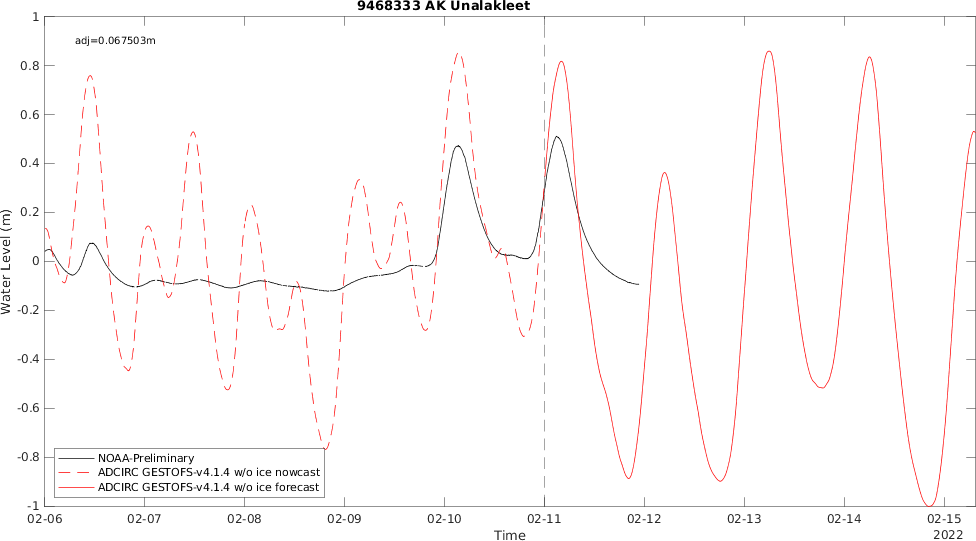 9468333 AK Unalakleet
adj=0.067503m
Water Level (m)
1
0.8
0.6
0.4
0.2
0
-0.2
-0.4
-0.6
-0.8
-1
NOAA-Preliminary
ADCIRC GESTOFS-v4.1.4 w/o ice nowcast
ADCIRC GESTOFS-v4.1.4 w/o ice forecast
02-06 02-07 02-08 02-09 02-10 02-11 02-12 02-13 02-14 02-15
Time
2022